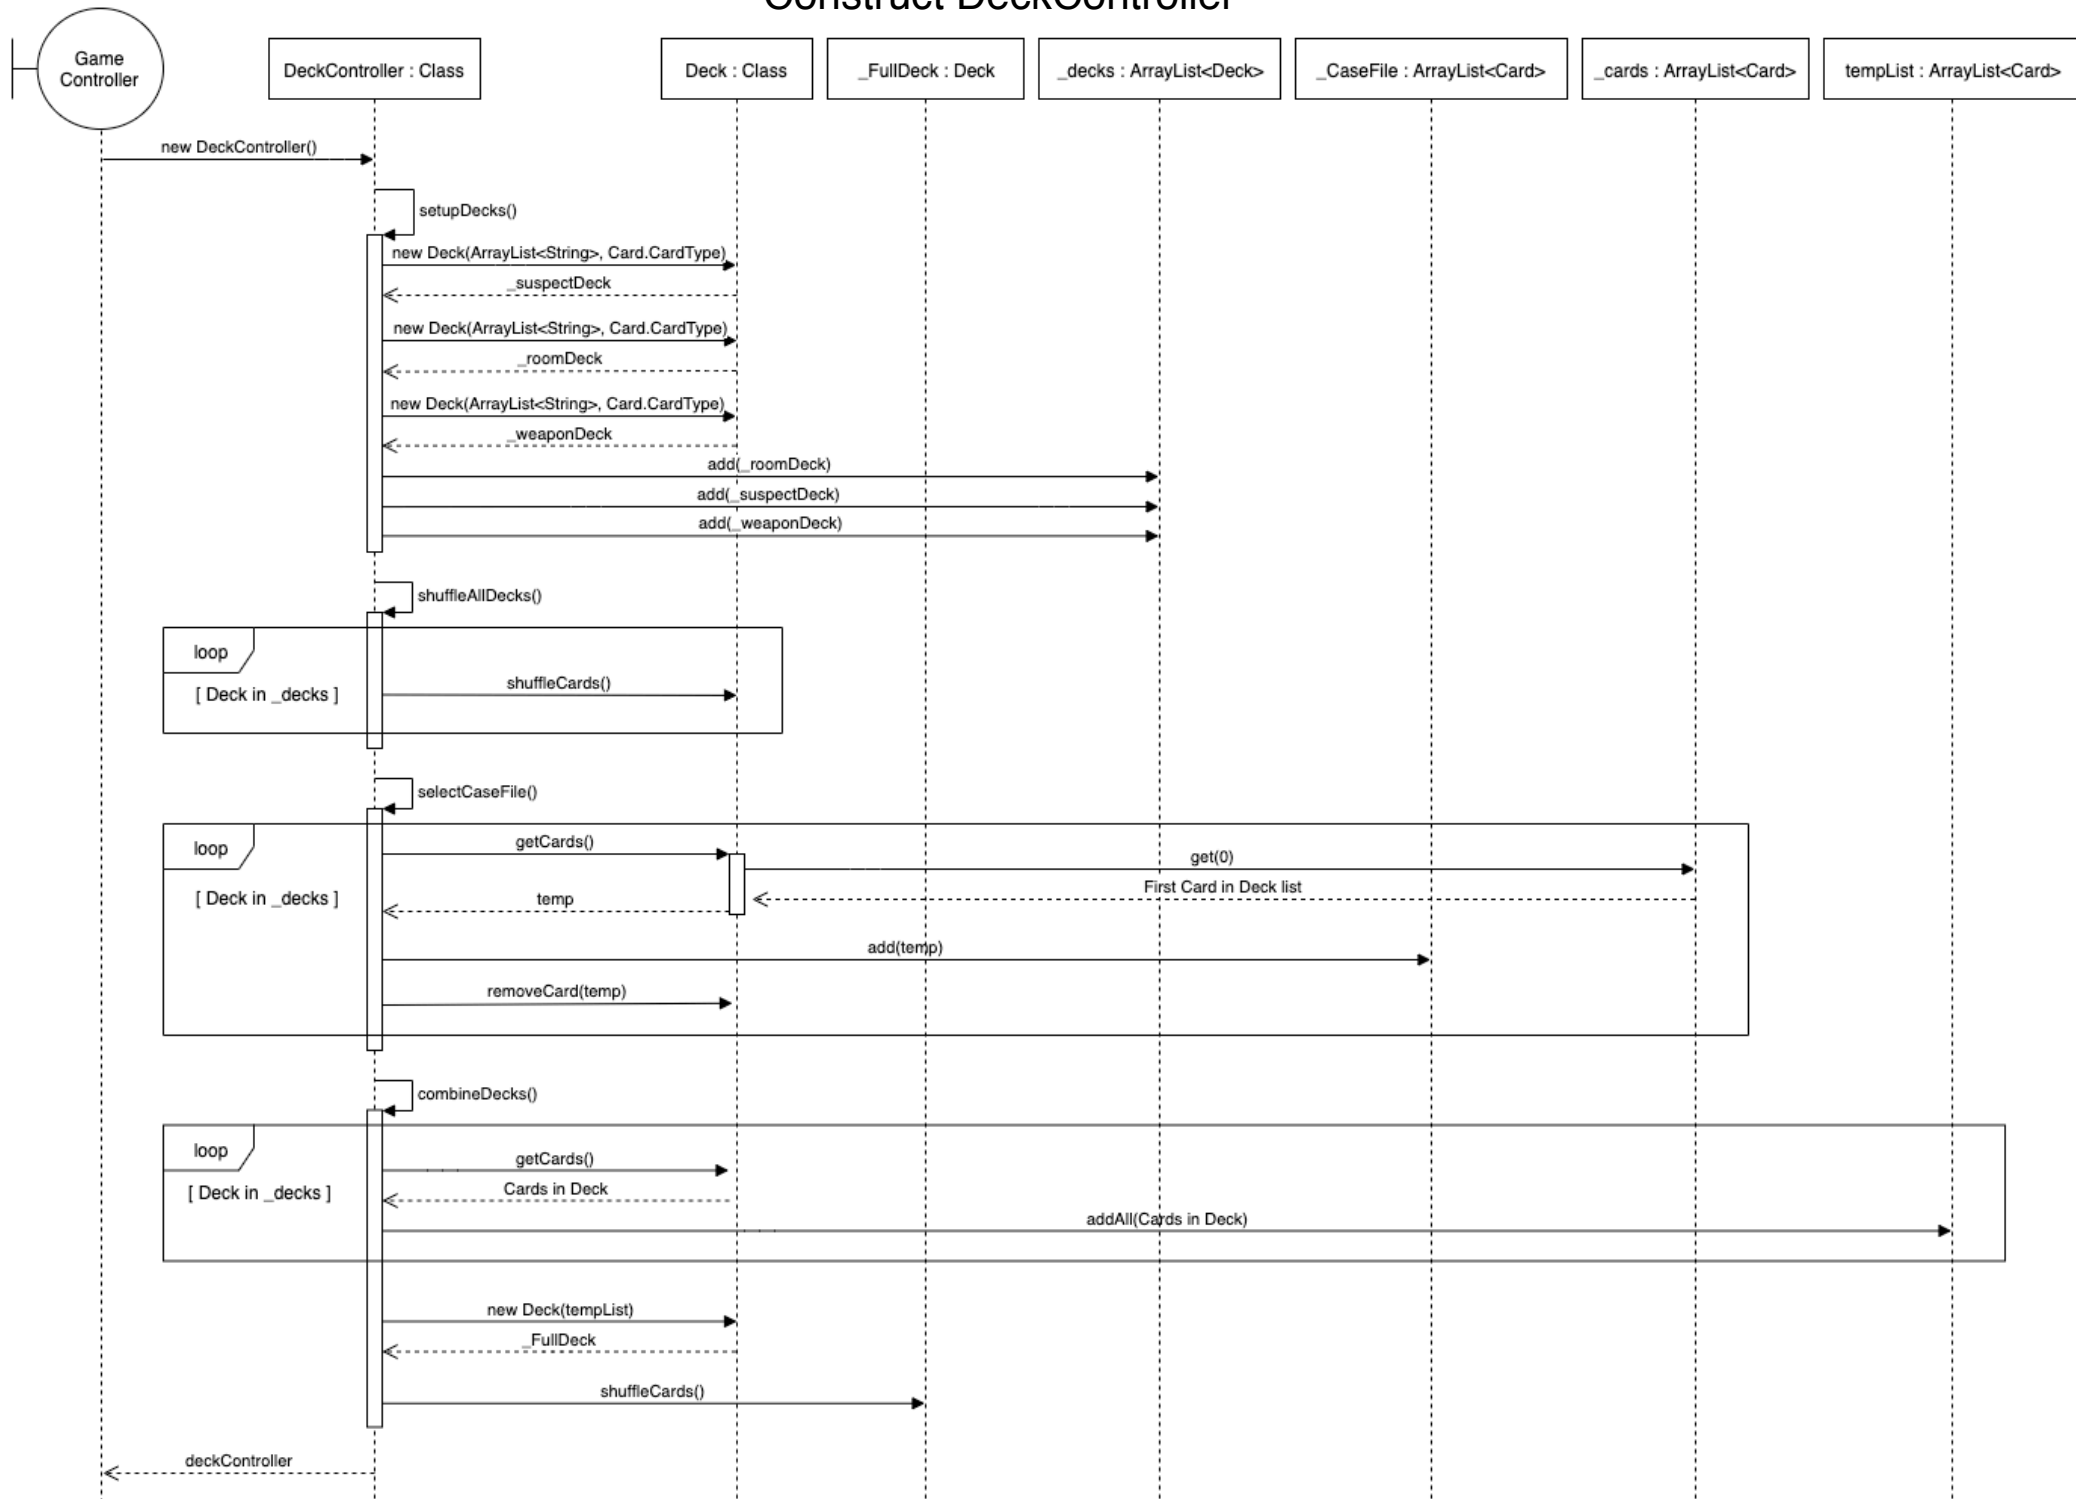 Construct DeckController
Game
Controller
DeckController : Class
Deck : Class
_FullDeck : Deck
_decks : ArrayList<Deck>
_CaseFile : ArrayList<Card>
_cards : ArrayList<Card>
tempList : ArrayList<Card>
new DeckController()
setupDecks()
new Deck(ArrayList<String>, Card.CardType)
_suspectDeck
new Deck(ArrayList<String>, Card.CardType)
_roomDeck
new Deck(ArrayList<String>, Card.CardType)
_weaponDeck
add(_roomDeck)
add(_suspectDeck)
add(_weaponDeck)
shuffleAllDecks()
loop
[ Deck in _decks ]
shuffleCards()
selectCaseFile()
loop
getCards()
get(0)
[ Deck in _decks ]
First Card in Deck list
temp
add(temp)
removeCard(temp)
combineDecks()
loop
getCards()
[ Deck in _decks ]
Cards in Deck
addAll(Cards in Deck)
new Deck(tempList)
_FullDeck
shuffleCards()
deckController